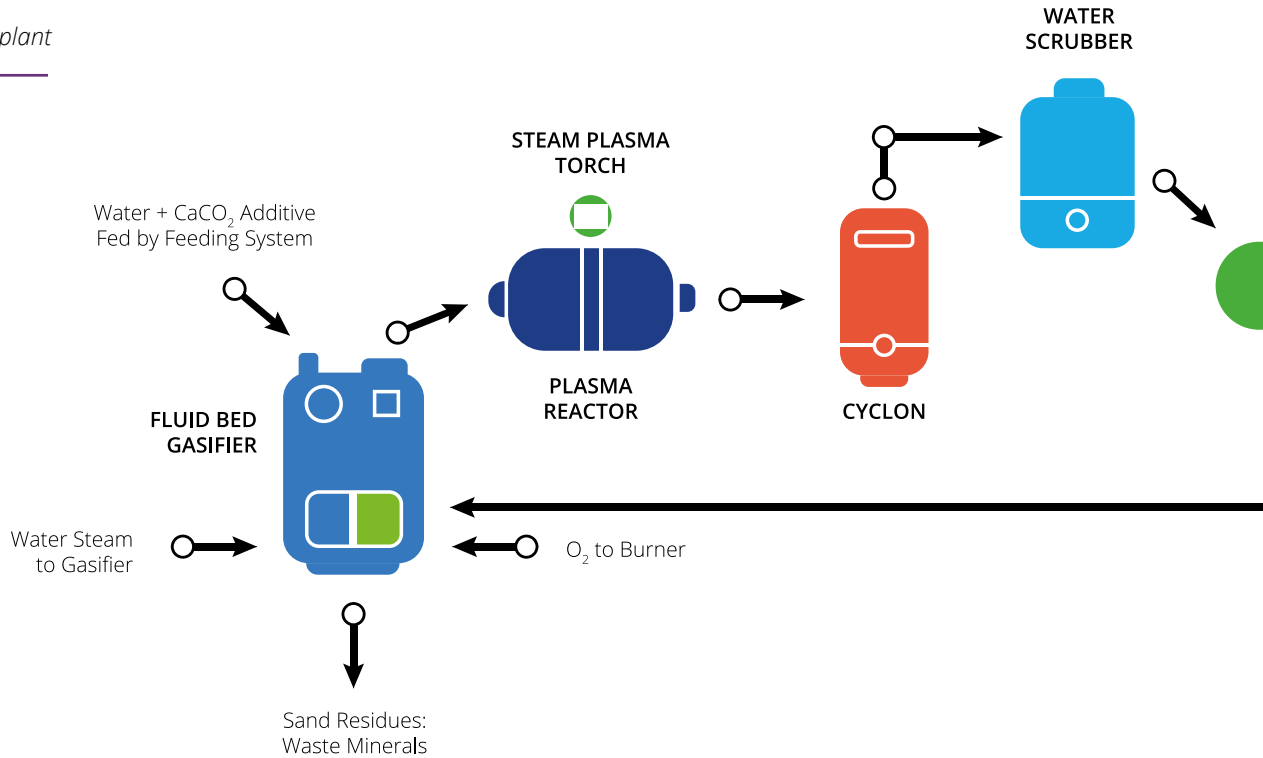 plant
WATER
SCRUBBER
STEAM PLASMA
TORCH
Water + CaCO₂ Additive
Fed by Feeding System
PLASMA
REACTOR
CYCLON
FLUID BED
GASIFIER
Water Steam
to Gasifier
O₂ to Burner
Sand Residues:
Waste Minerals